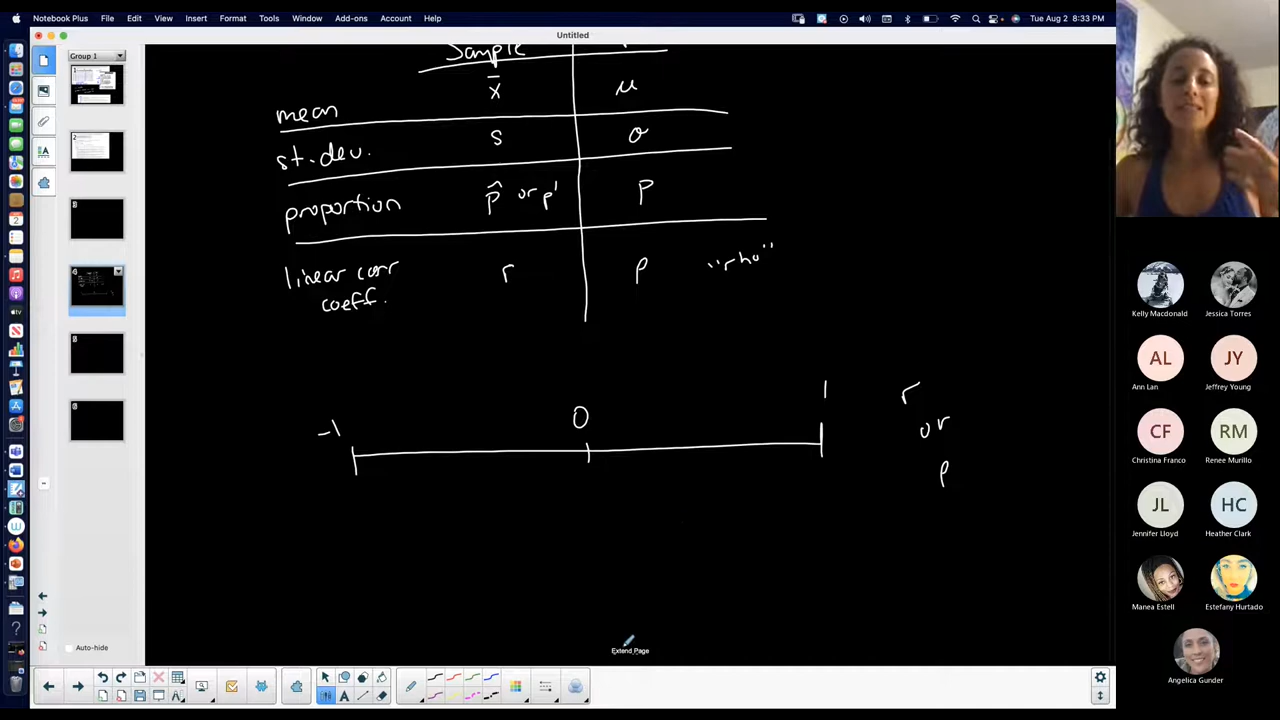 Notebook Plus File Edit View Insert Format Tools Window Add-ons Account Help Tue Aug 2 8:33 PM
Untitled
Group 1
Sample
x̄ μ
mean
s σ
st. dev.
proportion p̂ or p' p
linear corr r ρ "rho"
coeff.
-1 0 1
r
or
ρ
Auto-hide
Extend Page
Kelly Macdonald Jessica Torres
AL JY
Ann Lan Jeffrey Young
CF RM
Christina Franco Renee Murillo
JL HC
Jennifer Lloyd Heather Clark
Manea Estell Estefany Hurtado
Angelica Gunder